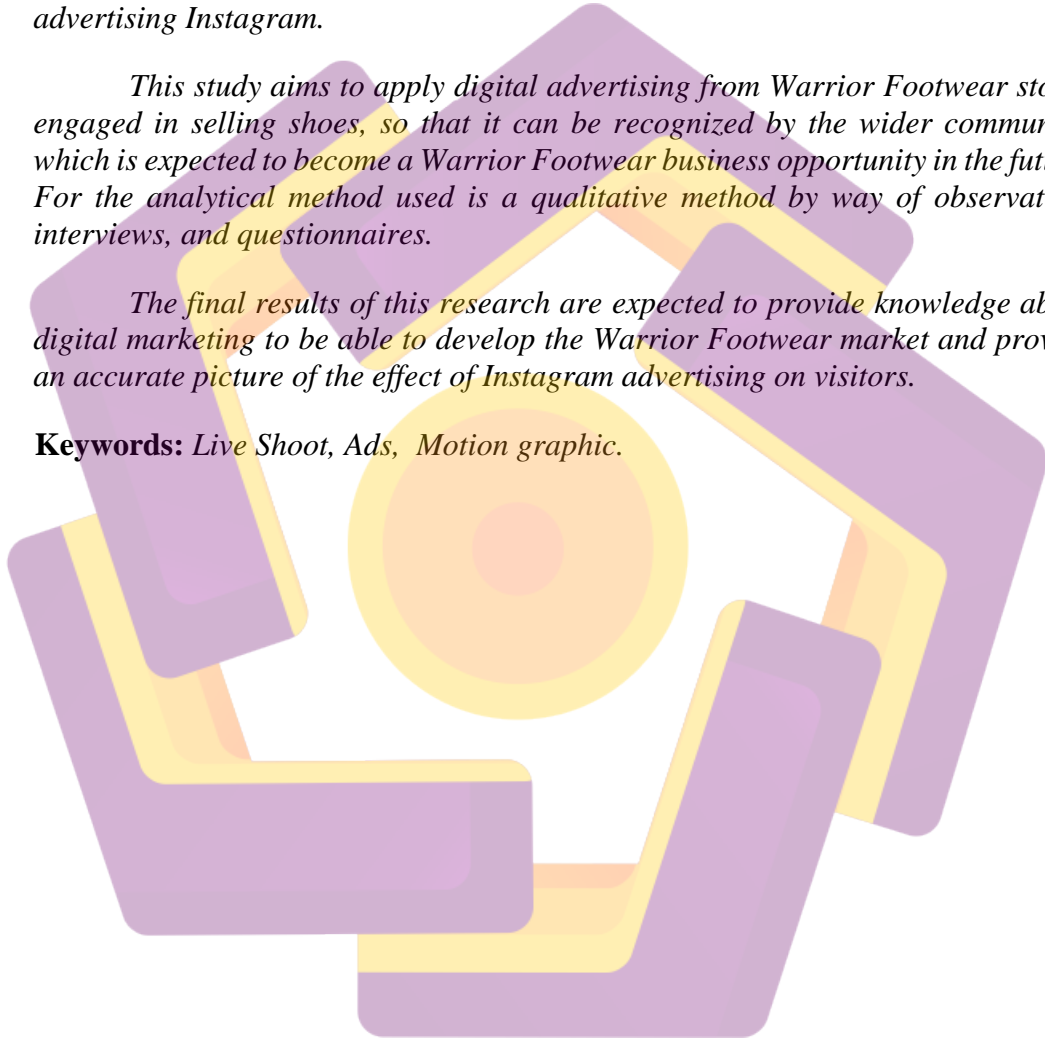 advertising Instagram.
This study aims to apply digital advertising from Warrior Footwear sto
engaged in selling shoes, so that it can be recognized by the wider commun
which is expected to become a Warrior Footwear business opportunity in the fut
For the analytical method used is a qualitative method by way of observat
interviews, and questionnaires.
The final results of this research are expected to provide knowledge ab
digital marketing to be able to develop the Warrior Footwear market and prov
an accurate picture of the effect of Instagram advertising on visitors.
Keywords: Live Shoot, Ads, Motion graphic.